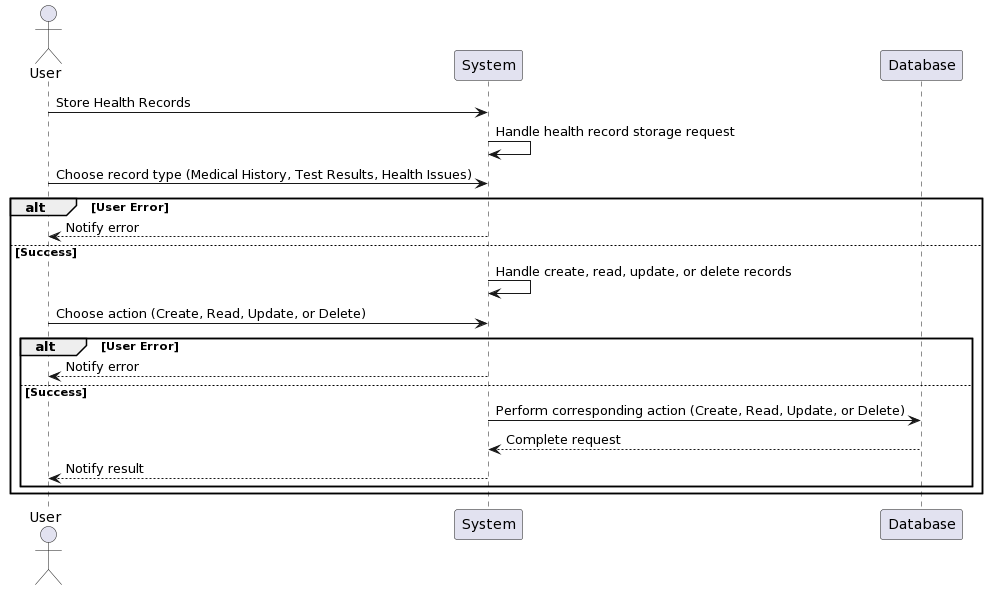 User
System
Database
Store Health Records
Handle health record storage request
Choose record type (Medical History, Test Results, Health Issues)
alt [User Error]
Notify error
[Success]
Handle create, read, update, or delete records
Choose action (Create, Read, Update, or Delete)
alt [User Error]
Notify error
[Success]
Perform corresponding action (Create, Read, Update, or Delete)
Complete request
Notify result
User
System
Database